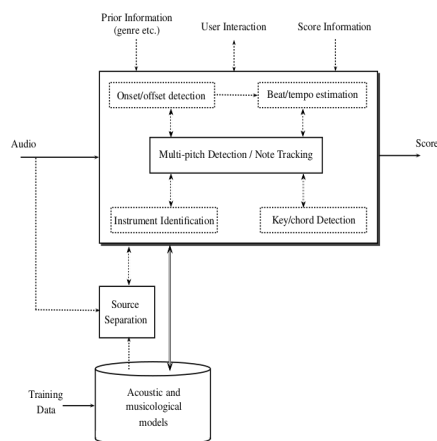 Prior Information
(genre etc.)
User Interaction
Score Information
Onset/offset detection
Beat/tempo estimation
Audio
Multi-pitch Detection / Note Tracking
Score
Instrument Identification
Key/chord Detection
Source
Separation
Training
Data
Acoustic and
musicological
models